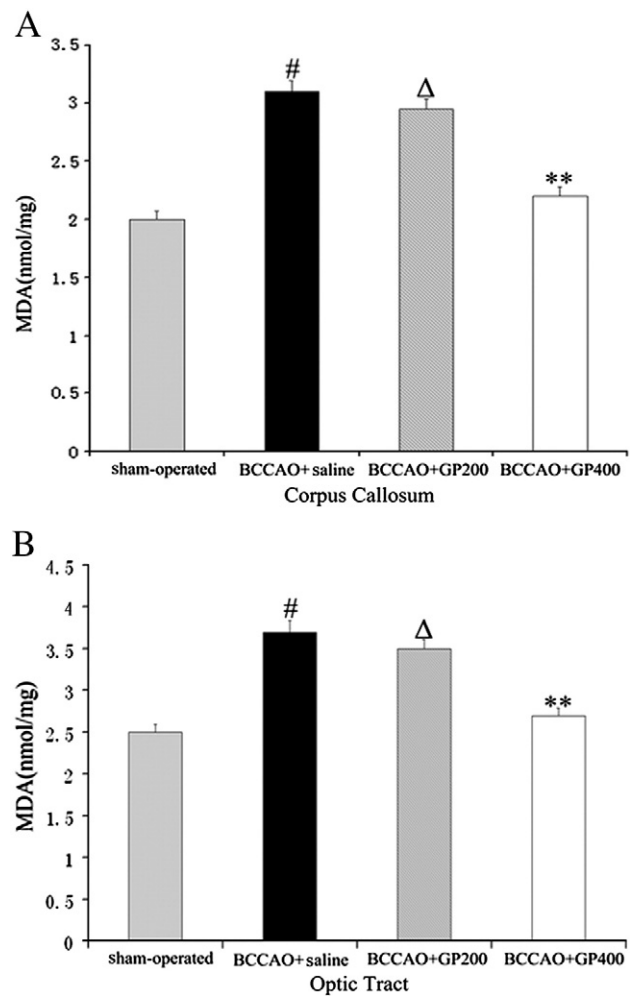 A
3.5
3
2.5
2
1.5
1
0.5
0
MDA(nmol/mg)
#
Δ
**
sham-operated BCCAO+saline BCCAO+GP200 BCCAO+GP400
Corpus Callosum
B
4.5
4
3.5
3
2.5
2
1.5
1
0.5
0
MDA(nmol/mg)
#
Δ
**
sham-operated BCCAO+saline BCCAO+GP200 BCCAO+GP400
Optic Tract